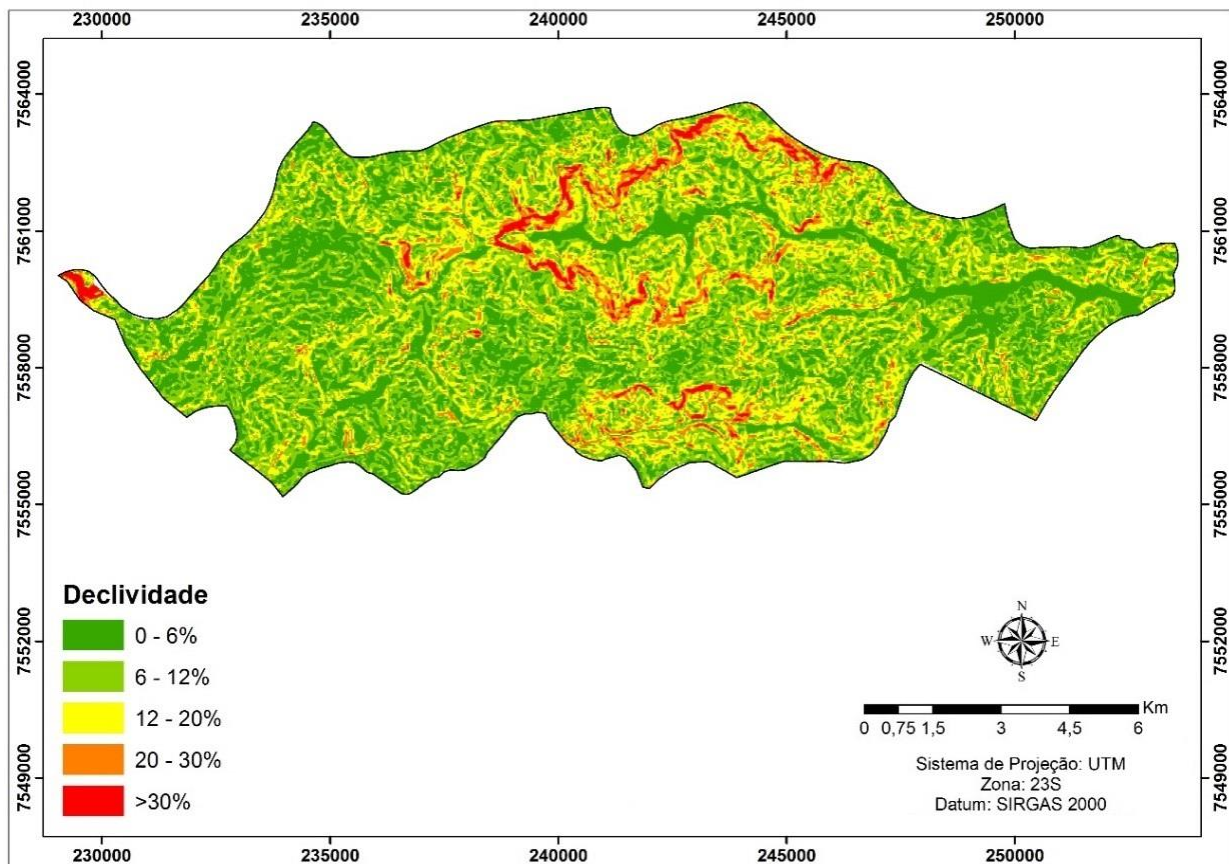 230000 235000 240000 245000 250000
7564000 7564000
7561000 7561000
7558000 7558000
7555000 7555000
7552000 7552000
7549000 7549000
Declividade
0 - 6%
6 - 12%
12 - 20%
20 - 30%
>30%
N
W E
S
Km
0 0,75 1,5 3 4,5 6
Sistema de Projeção: UTM
Zona: 23S
Datum: SIRGAS 2000
230000 235000 240000 245000 250000